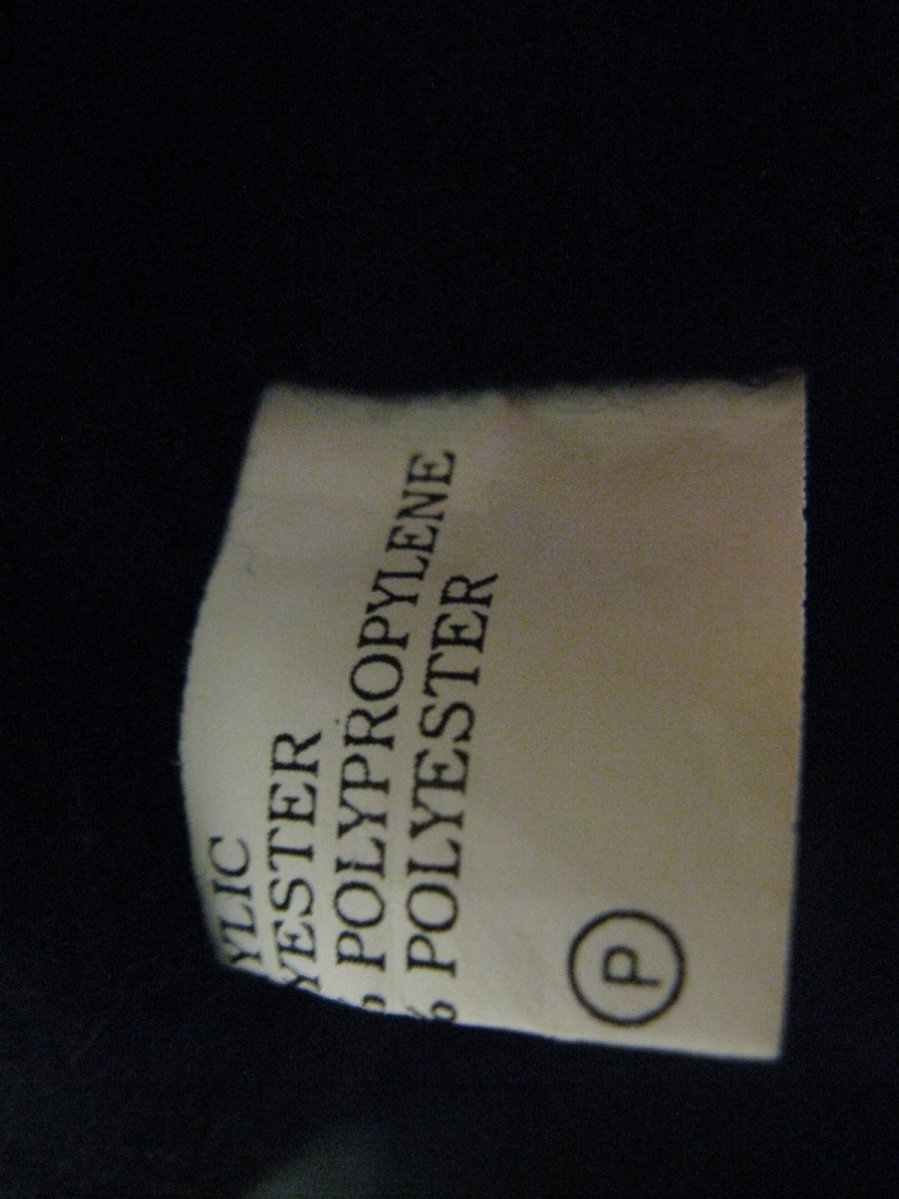 YLIC
YESTER
% POLYPROPYLENE
% POLYESTER
P